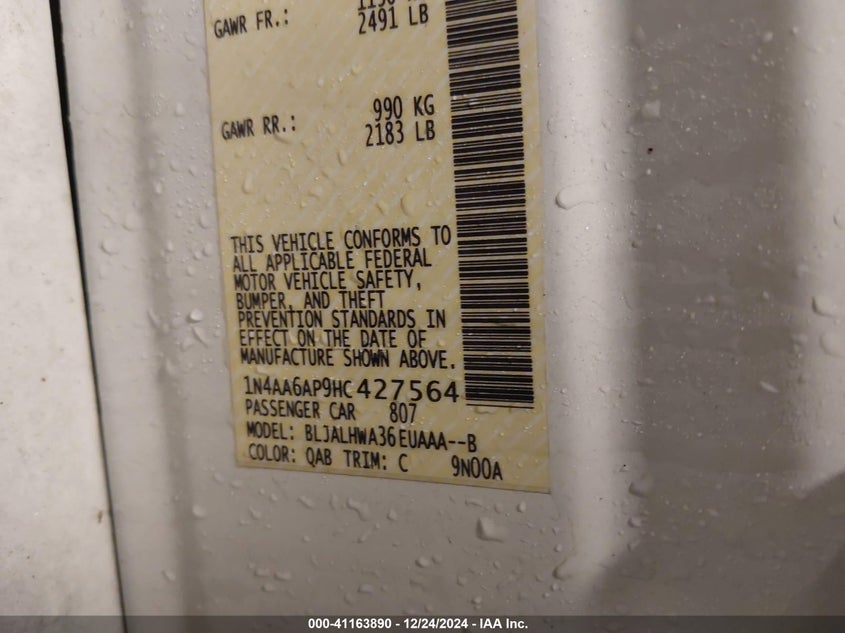 GAWR FR.:
2491 LB
990 KG
GAWR RR.:
2183 LB
THIS VEHICLE CONFORMS TO
ALL APPLICABLE FEDERAL
MOTOR VEHICLE SAFETY,
BUMPER, AND THEFT
PREVENTION STANDARDS IN
EFFECT ON THE DATE OF
MANUFACTURE SHOWN ABOVE.
1N4AA6AP9HC427564
PASSENGER CAR 807
MODEL: BLJALHWA36EUAAA--B
COLOR: QAB TRIM: C 9N00A
000-41163890 - 12/24/2024 - IAA Inc.